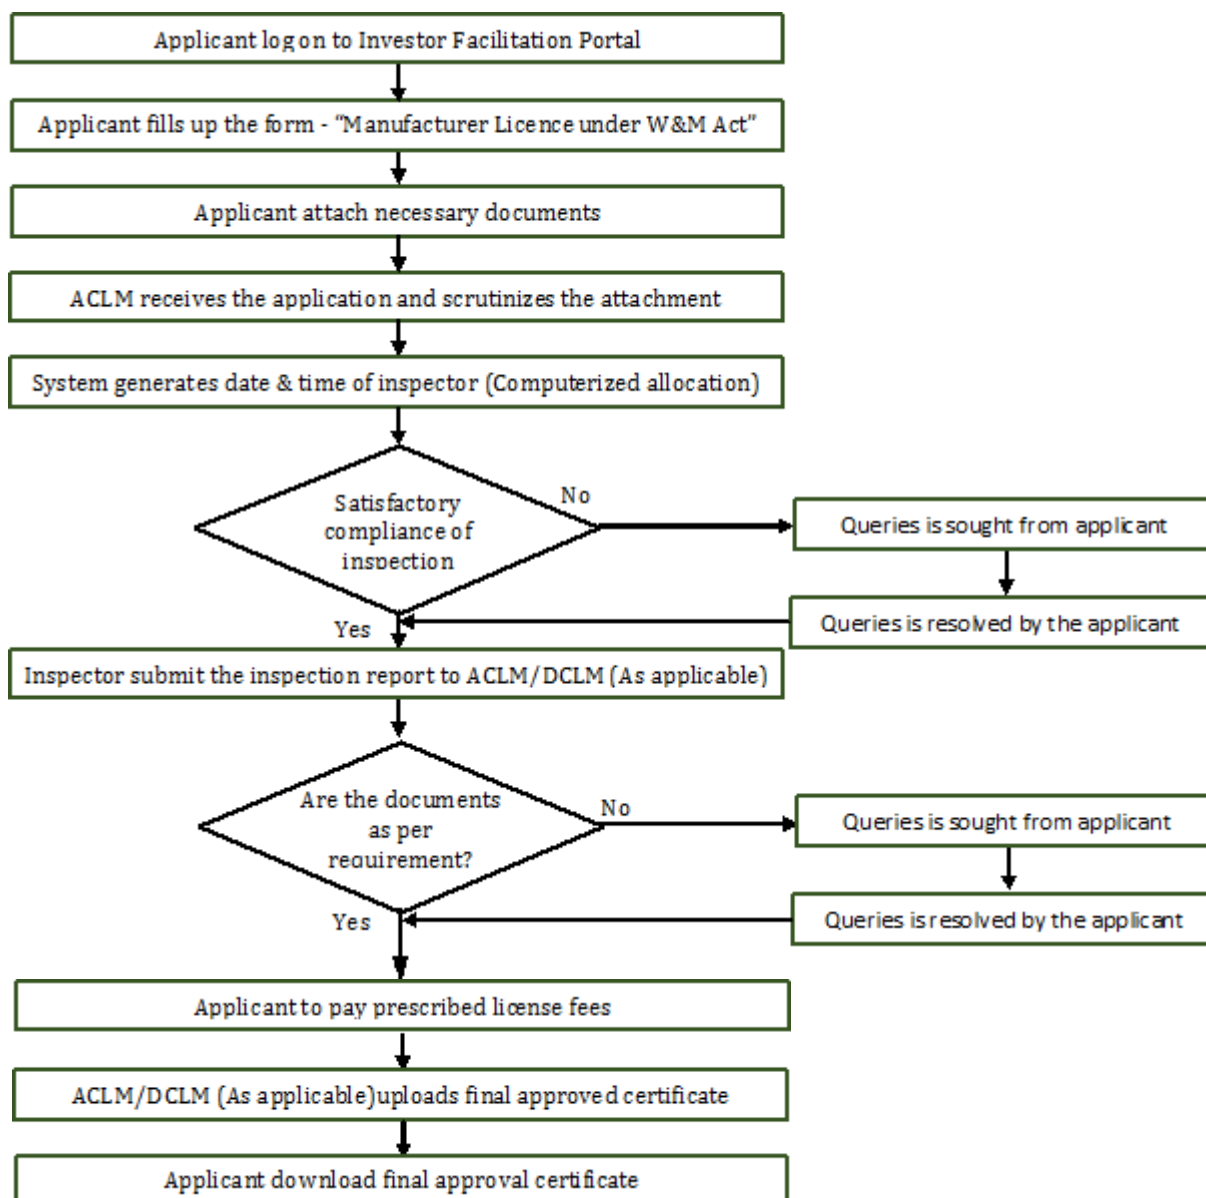 Applicant log on to Investor Facilitation Portal
Applicant fills up the form - “Manufacturer Licence under W&M Act”
Applicant attach necessary documents
ACLM receives the application and scrutinizes the attachment
System generates date & time of inspector (Computerized allocation)
Satisfactory
compliance of
inspection
No
Queries is sought from applicant
Queries is resolved by the applicant
Yes
Inspector submit the inspection report to ACLM/DCLM (As applicable)
Are the documents
as per
requirement?
No
Queries is sought from applicant
Queries is resolved by the applicant
Yes
Applicant to pay prescribed license fees
ACLM/DCLM (As applicable)uploads final approved certificate
Applicant download final approval certificate